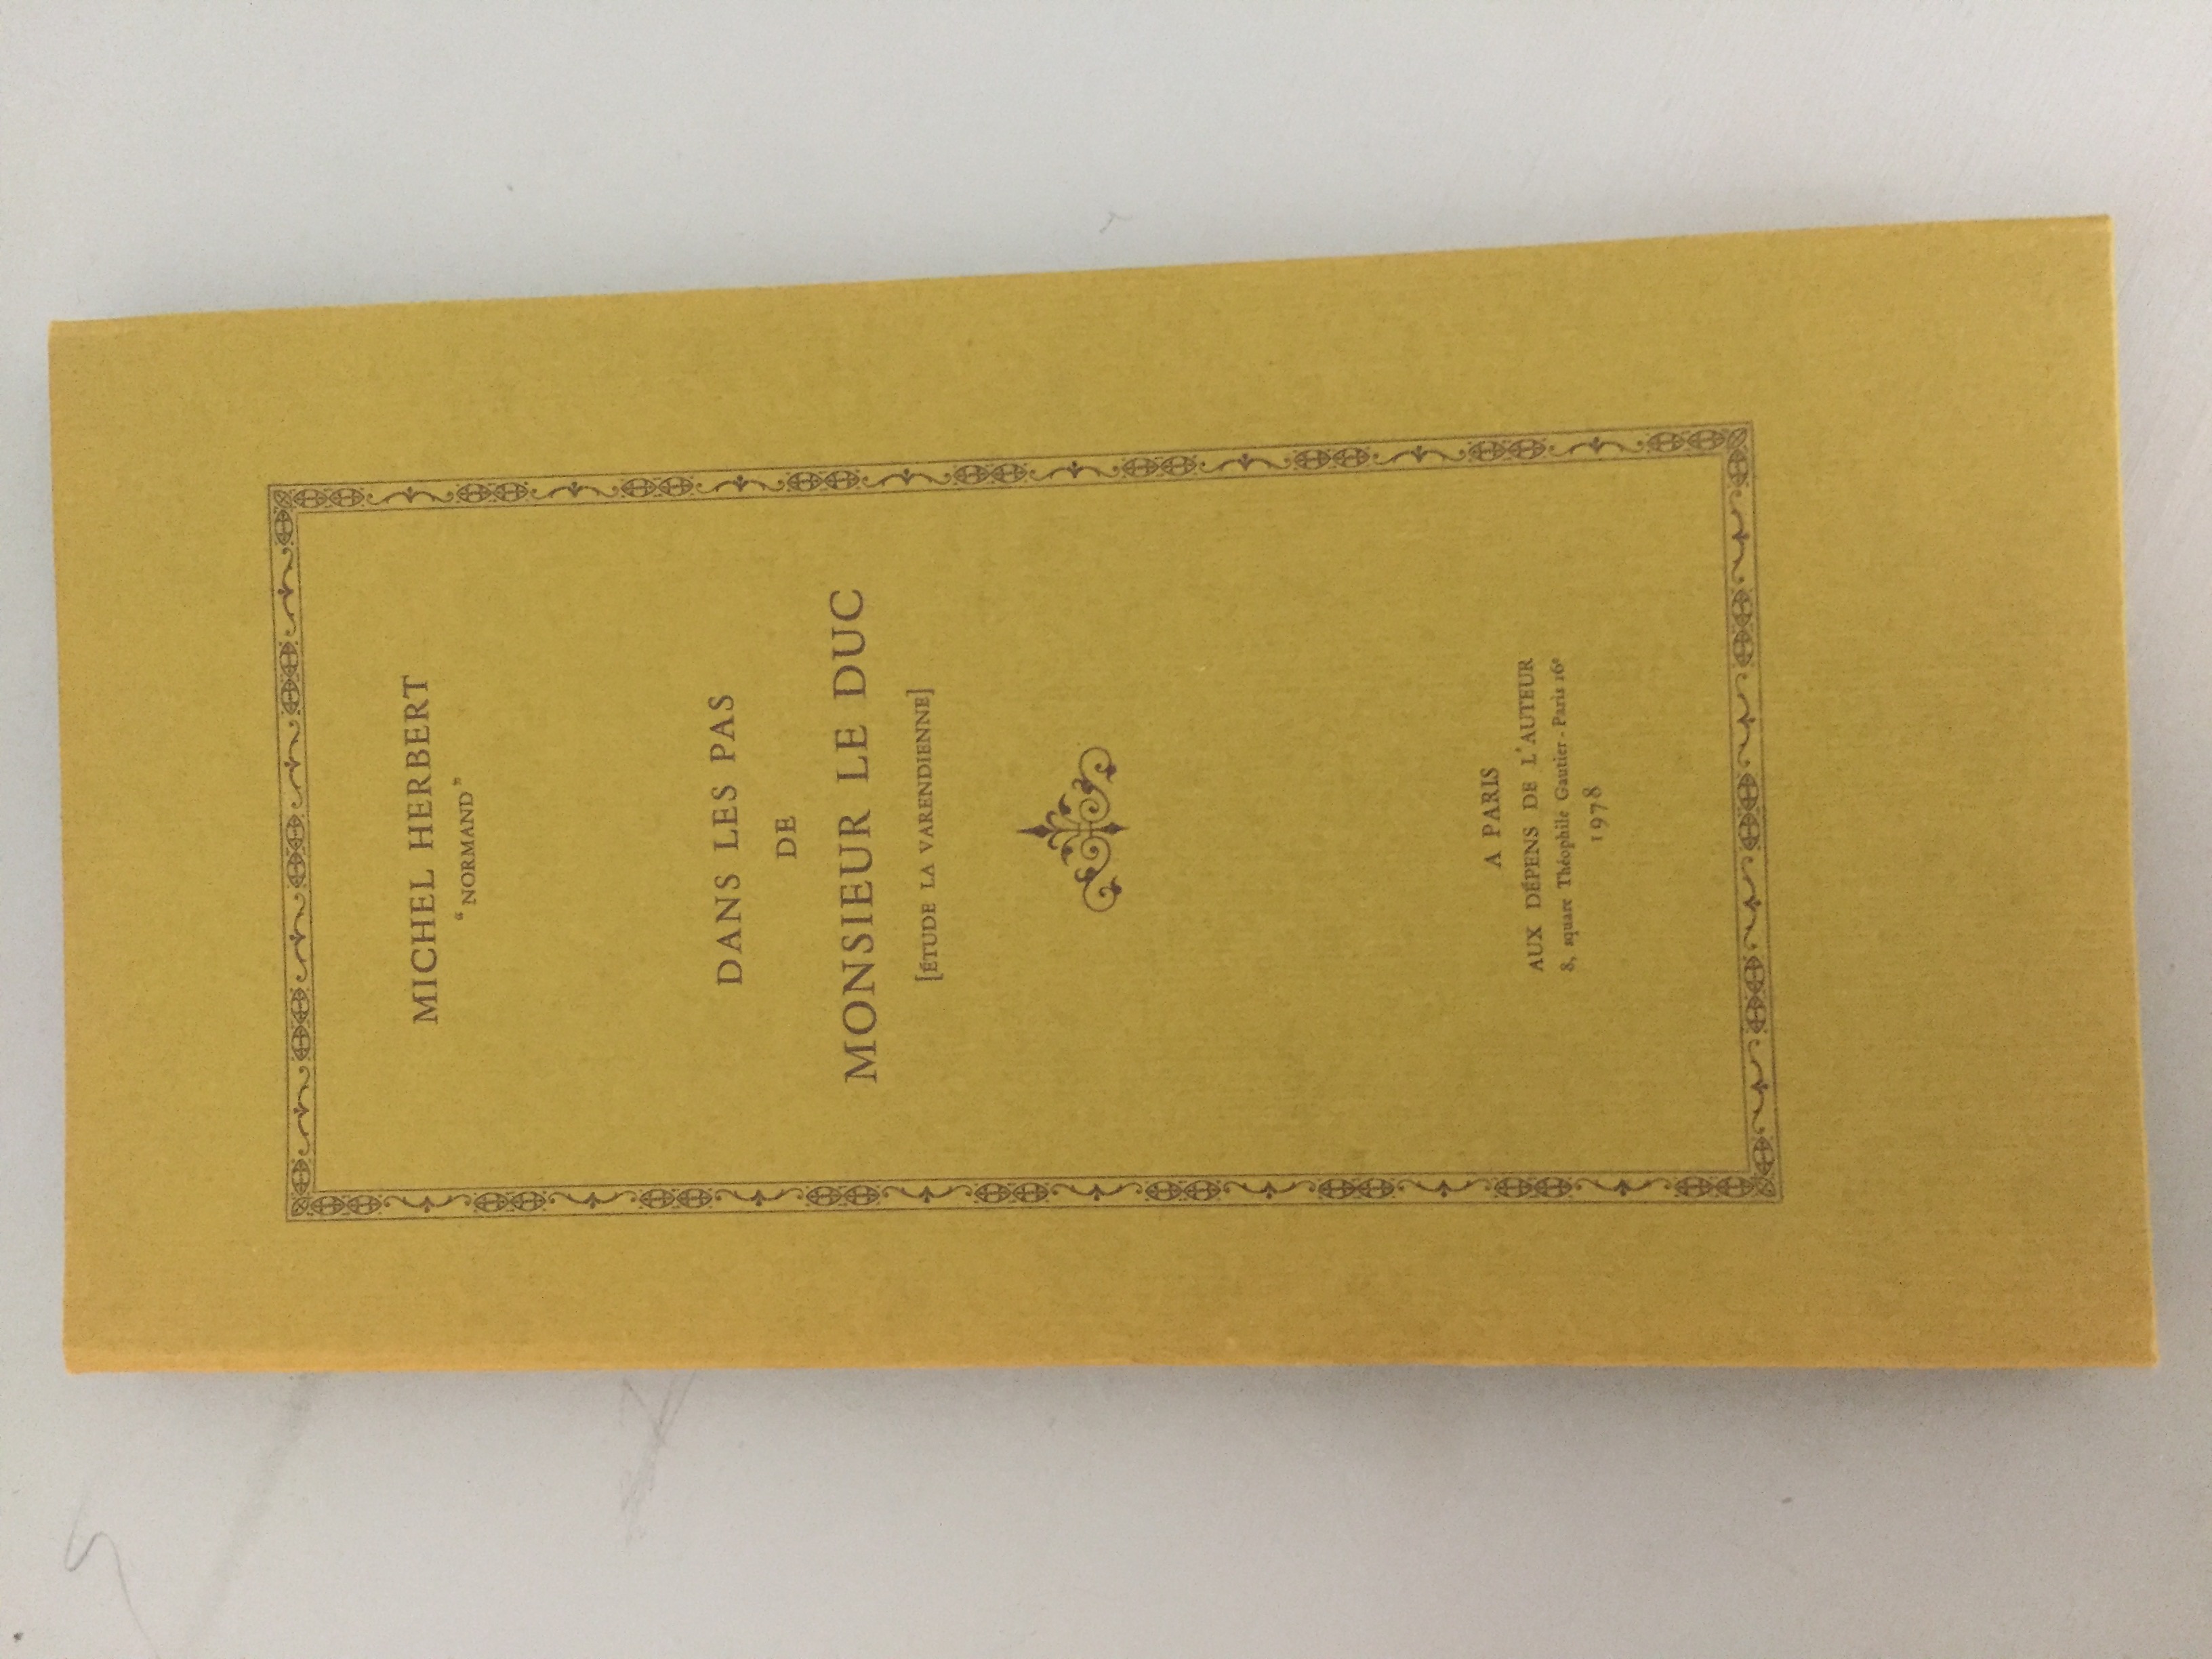 MICHEL HERBERT
“NORMAND”
DANS LES PAS
DE
MONSIEUR LE DUC
[ÉTUDE LA VARENDIENNE]
A PARIS
AUX DÉPENS DE L'AUTEUR
8, square Théophile Gautier - Paris 16e
1978